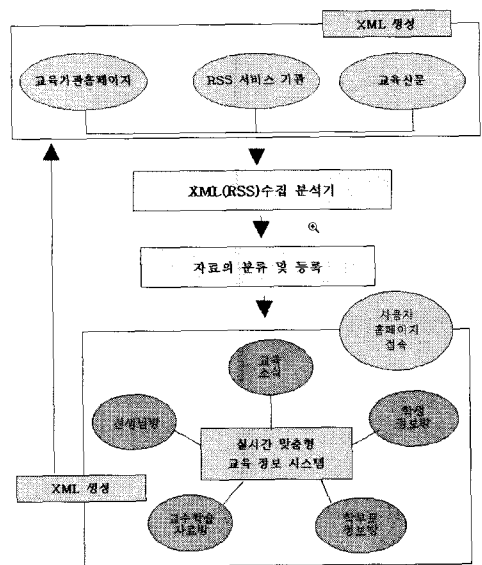 XML 생성
교육기관홈페이지
RSS 서비스 기관
교육신문
XML(RSS)수집 분석기
자료의 분류 및 등록
사용자
홈페이지
접속
교육
소식
선생님방
학생
정보방
실시간 맞춤형
교육 정보 시스템
XML 생성
교수학습
자료방
학부모
정보방